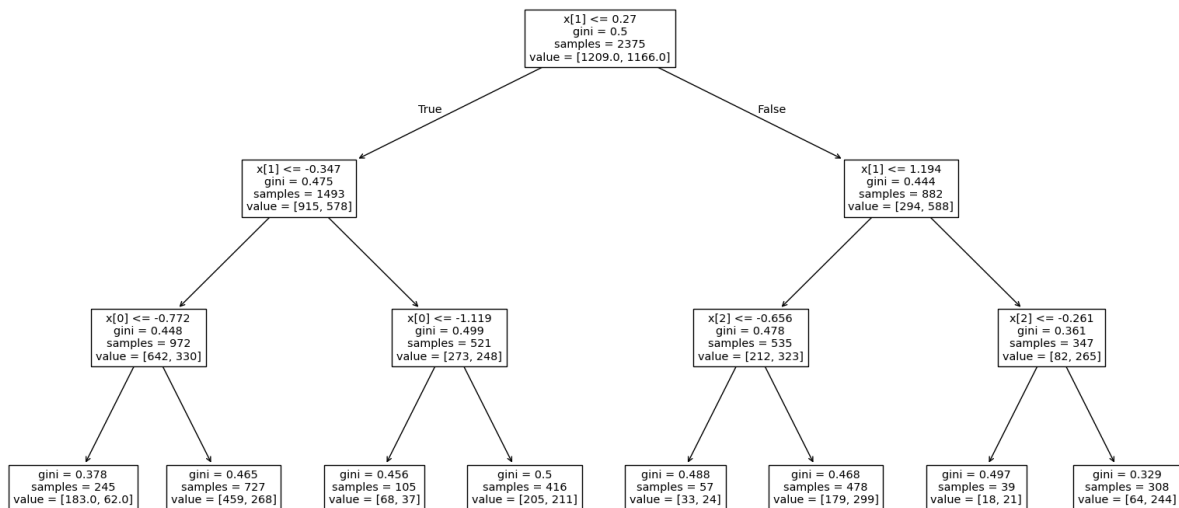 x[1] <= 0.27
gini = 0.5
samples = 2375
value = [1209.0, 1166.0]
True
False
x[1] <= -0.347
gini = 0.475
samples = 1493
value = [915, 578]
x[1] <= 1.194
gini = 0.444
samples = 882
value = [294, 588]
x[0] <= -0.772
gini = 0.448
samples = 972
value = [642, 330]
x[0] <= -1.119
gini = 0.499
samples = 521
value = [273, 248]
x[2] <= -0.656
gini = 0.478
samples = 535
value = [212, 323]
x[2] <= -0.261
gini = 0.361
samples = 347
value = [82, 265]
gini = 0.378
samples = 245
value = [183.0, 62.0]
gini = 0.465
samples = 727
value = [459, 268]
gini = 0.456
samples = 105
value = [68, 37]
gini = 0.5
samples = 416
value = [205, 211]
gini = 0.488
samples = 57
value = [33, 24]
gini = 0.468
samples = 478
value = [179, 299]
gini = 0.497
samples = 39
value = [18, 21]
gini = 0.329
samples = 308
value = [64, 244]